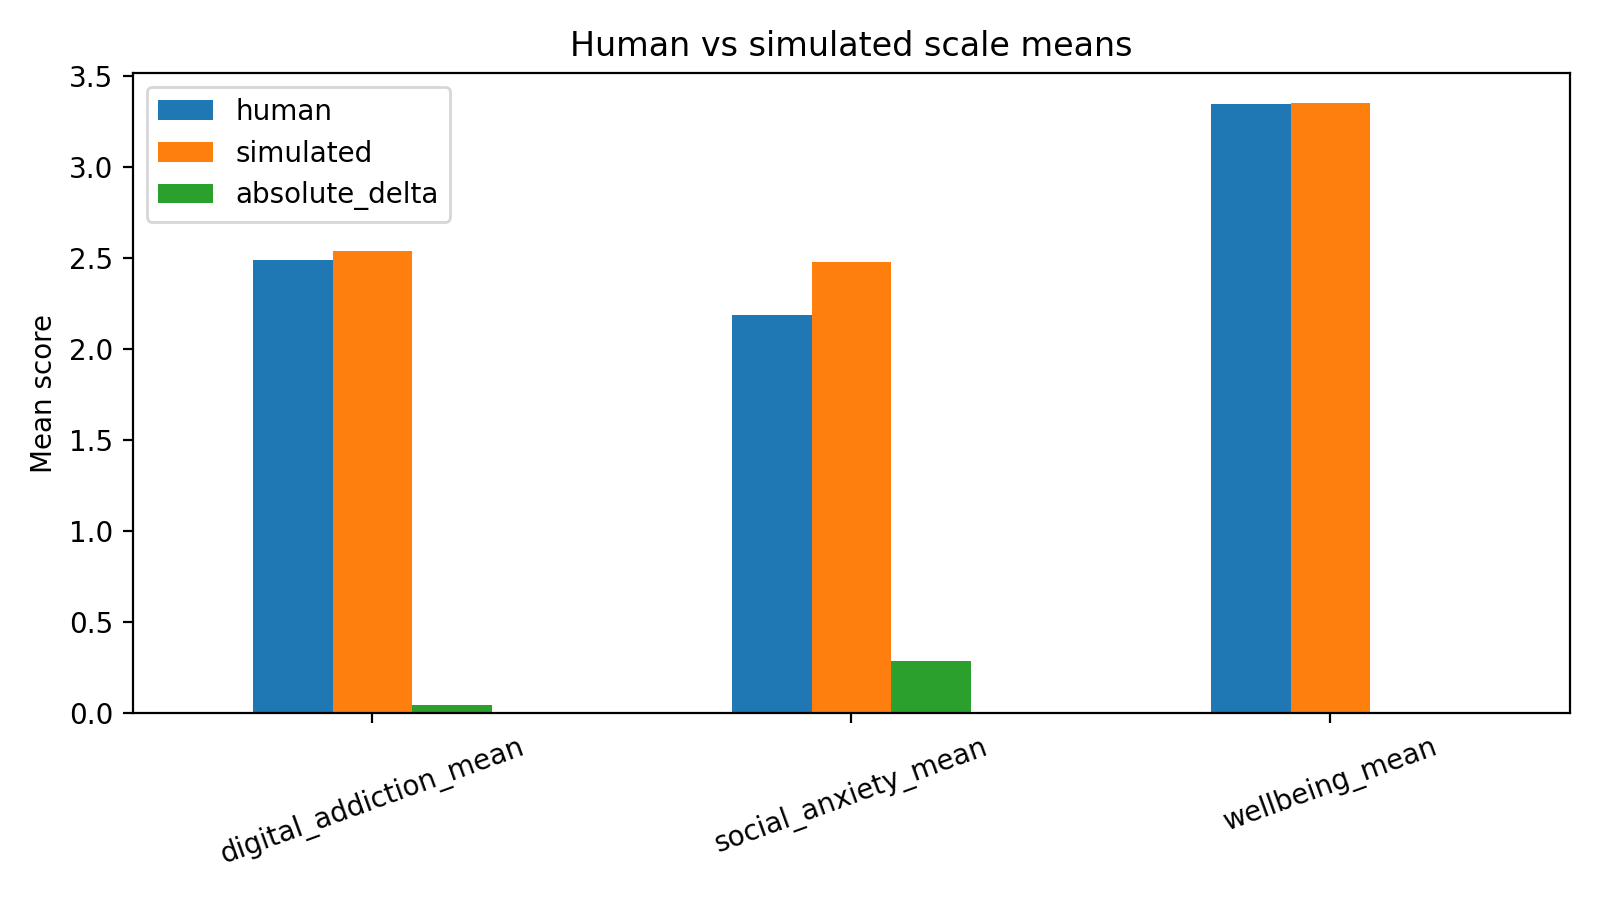 Human vs simulated scale means
3.5
3.0
2.5
2.0
1.5
1.0
0.5
0.0
Mean score
human
simulated
absolute_delta
digital_addiction_mean
social_anxiety_mean
wellbeing_mean